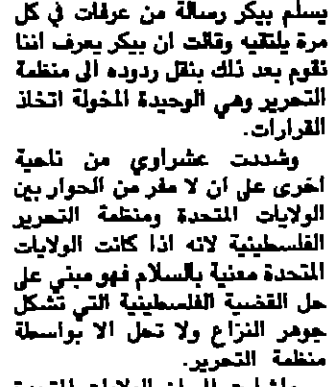 يسلم بيكر رسالة من عرفات في كل
مرة يلتقيه وقالت ان بيكر يعرف اننا
نقوم بعد ذلك بنقل ردوده الى منظمة
التحرير وهي الوحيدة المخولة اتخاذ
القرارات.
وشددت عشراوي من ناحية
اخرى على ان لا مفر من الحوار بين
الولايات المتحدة ومنظمة التحرير
الفلسطينية لانه اذا كانت الولايات
المتحدة معنية بالسلام فهو مبني على
حل القضية الفلسطينية التي تشكل
جوهر النزاع ولا تحل الا بواسطة
منظمة التحرير.
الولايات المتحدة